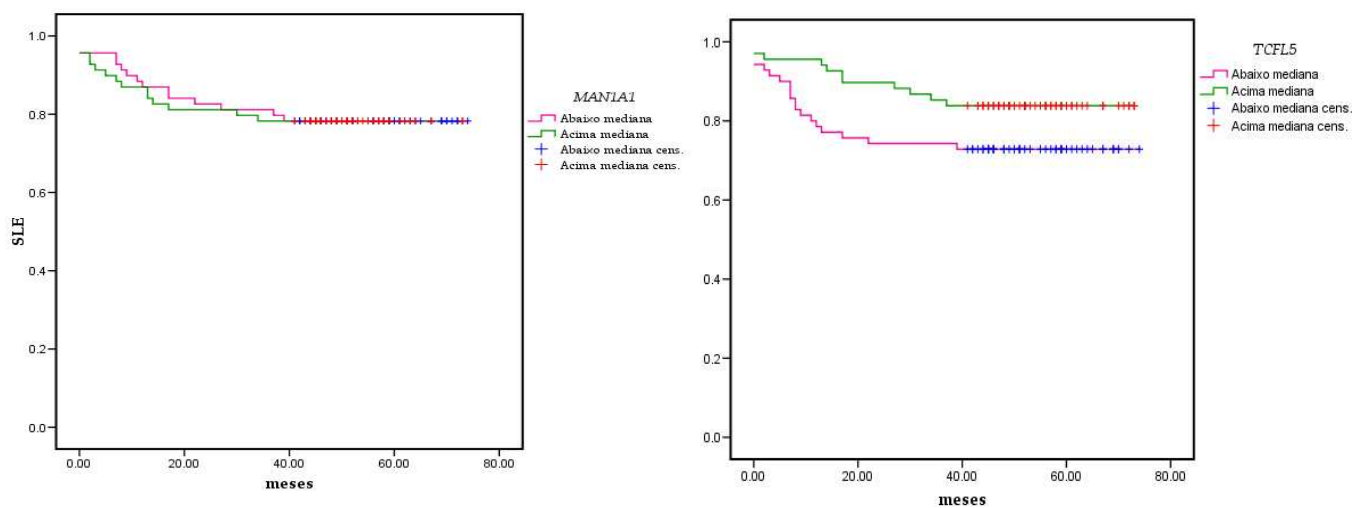 1.0
0.8
0.6
0.4
0.2
0.0
SLE
0.00 20.00 40.00 60.00 80.00
meses
MAN1A1
Abaixo mediana
Acima mediana
Abaixo mediana cens.
Acima mediana cens.
1.0
0.8
0.6
0.4
0.2
0.0
0.00 20.00 40.00 60.00 80.00
meses
TCFL5
Abaixo mediana
Acima mediana
Abaixo mediana cens.
Acima mediana cens.